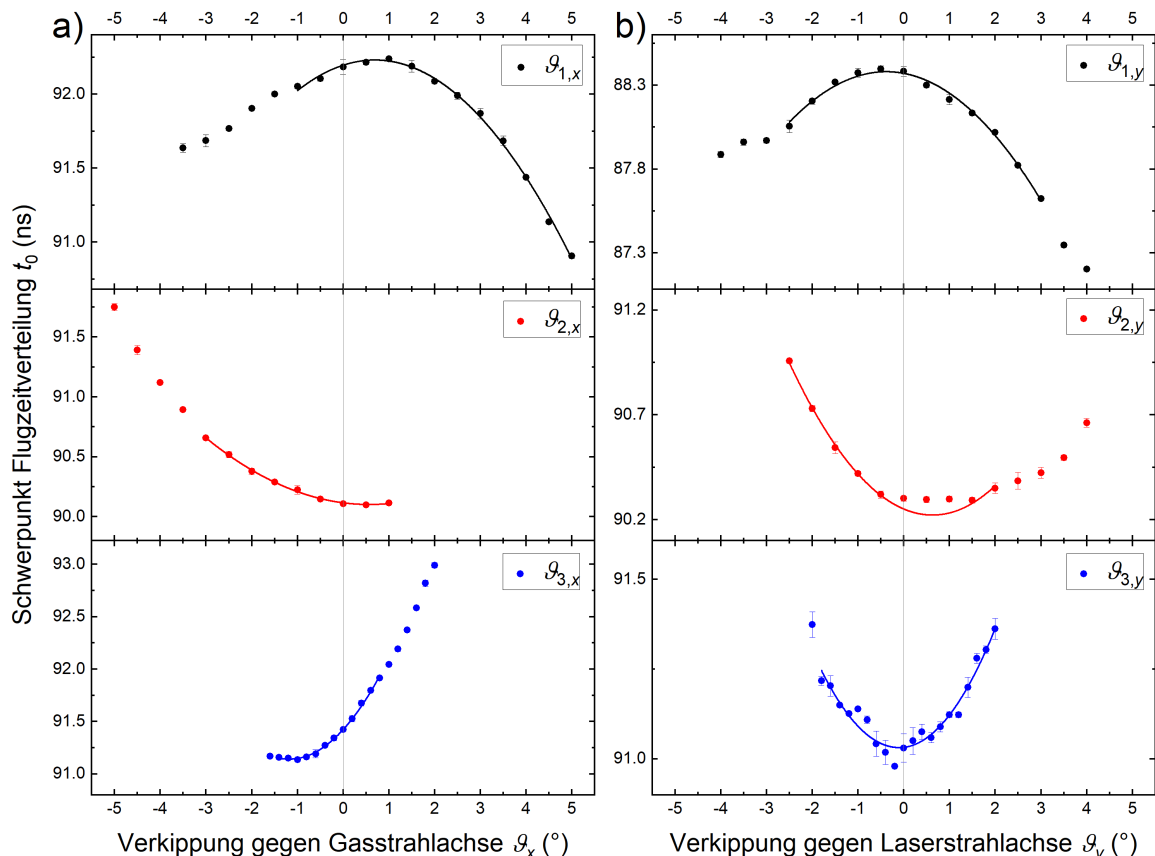 a)
-5 -4 -3 -2 -1 0 1 2 3 4 5
b)
-5 -4 -3 -2 -1 0 1 2 3 4 5
ϑ1,x
92.0
91.5
91.0
ϑ1,y
88.3
87.8
87.3
ϑ2,x
91.5
91.0
90.5
90.0
ϑ2,y
91.2
90.7
90.2
ϑ3,x
93.0
92.5
92.0
91.5
91.0
ϑ3,y
91.5
91.0
Schwerpunkt Flugzeitverteilung t0 (ns)
-5 -4 -3 -2 -1 0 1 2 3 4 5
-5 -4 -3 -2 -1 0 1 2 3 4 5
Verkippung gegen Gasstrahlachse ϑx (°)
Verkippung gegen Laserstrahlachse ϑy (°)